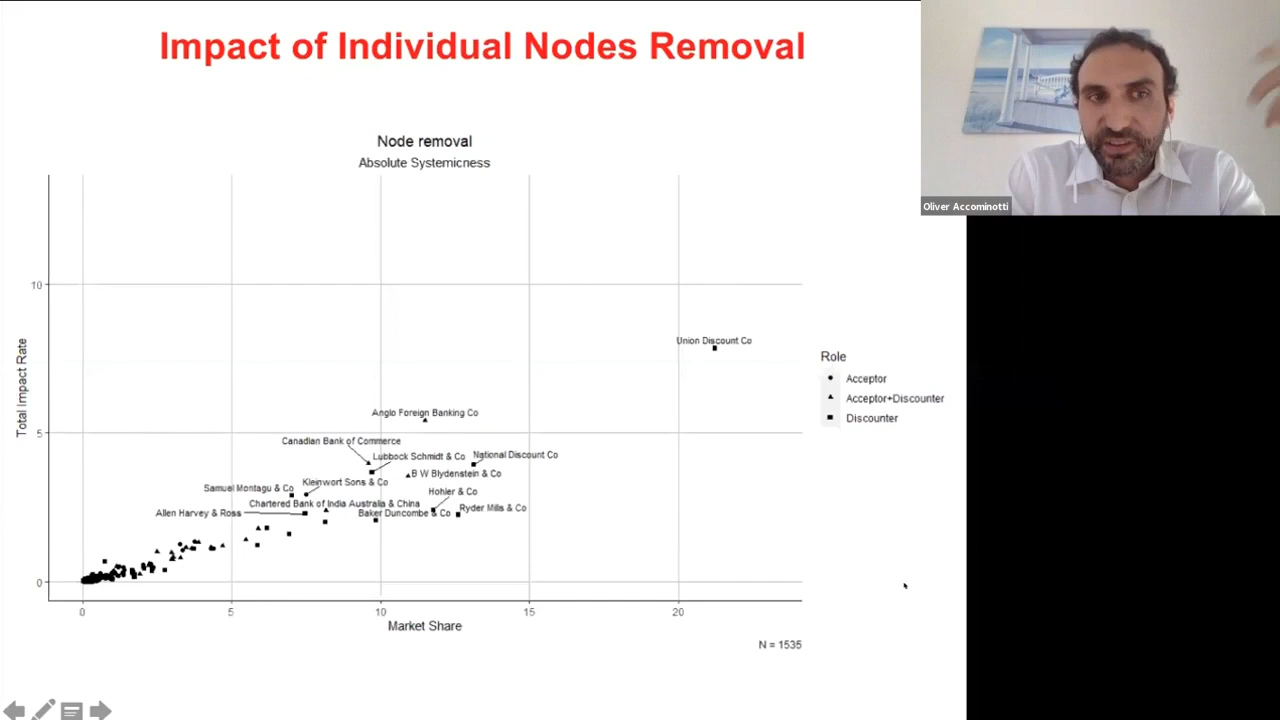 Impact of Individual Nodes Removal
Oliver Accominotti
Node removal
Absolute Systemicness
Total Impact Rate
10
5
0
Union Discount Co
Anglo Foreign Banking Co
Canadian Bank of Commerce
Lubbock Schmidt & Co
National Discount Co
B W Blydenstein & Co
Samuel Montagu & Co
Kleinwort Sons & Co
Hohler & Co
Chartered Bank of India Australia & China
Ryder Mills & Co
Allen Harvey & Ross
Baker Duncombe & Co
0
5
10
15
20
Market Share
N = 1535
Role
Acceptor
Acceptor+Discounter
Discounter